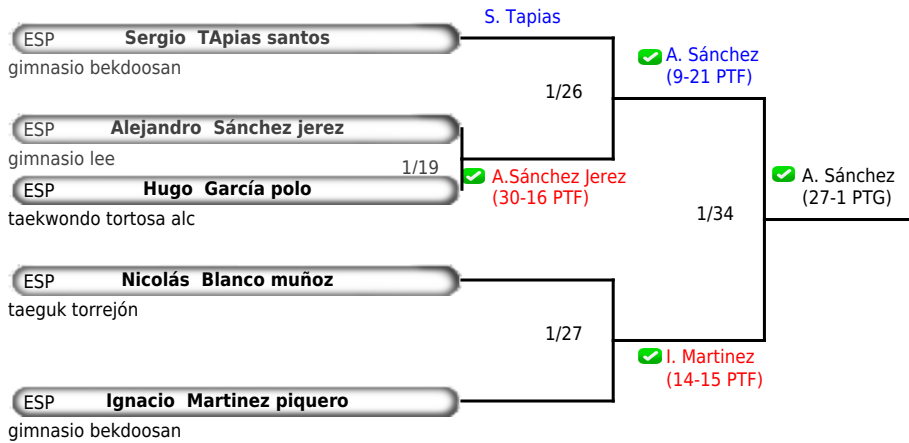 S. Tapias
ESP Sergio TApias santos
gimnasio bekdoosan
A. Sánchez
(9-21 PTF)
1/26
ESP Alejandro Sánchez jerez
gimnasio lee
1/19
A.Sánchez Jerez
(30-16 PTF)
ESP Hugo García polo
taekwondo tortosa alc
A. Sánchez
(27-1 PTG)
1/34
ESP Nicolás Blanco muñoz
taeguk torrejón
1/27
I. Martinez
(14-15 PTF)
ESP Ignacio Martinez piquero
gimnasio bekdoosan